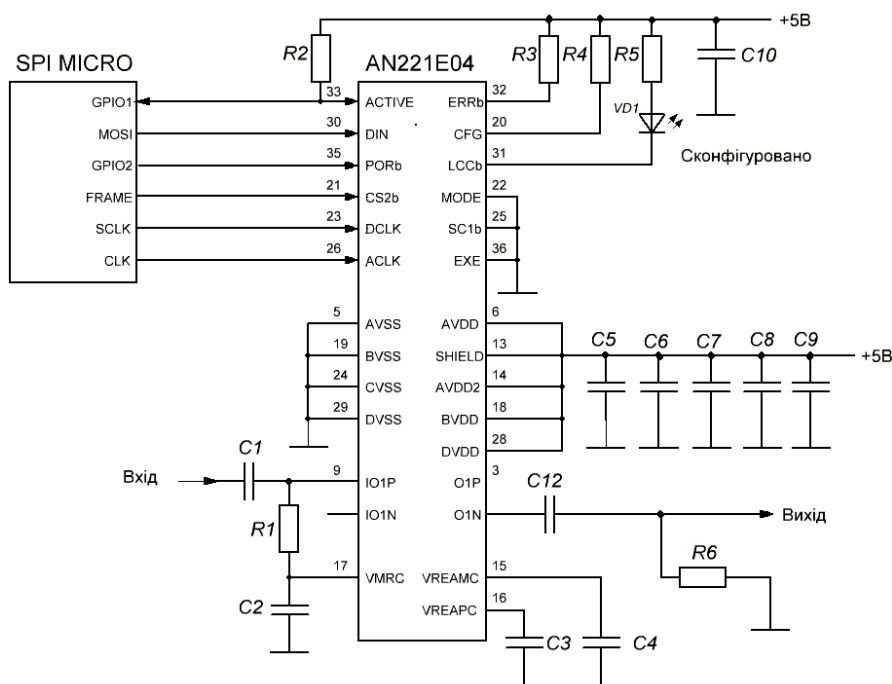 +5В
R2
R3
R4
R5
C10
SPI MICRO
AN221E04
GPIO1
33
ACTIVE
ERRb
32
VD1
MOSI
30
DIN
CFG
20
GPIO2
35
PORb
LCCb
31
Сконфігуровано
FRAME
21
CS2b
MODE
22
SCLK
23
DCLK
SC1b
25
CLK
26
ACLK
EXE
36
5
AVSS
AVDD
6
C5
C6
C7
C8
C9
19
BVSS
SHIELD
13
+5В
24
CVSS
AVDD2
14
29
DVSS
BVDD
18
DVDD
28
C1
Вхід
9
IO1P
O1P
3
C12
IO1N
O1N
Вихід
R1
R6
17
VMRC
VREAMC
15
C2
VREAPC
16
C3
C4